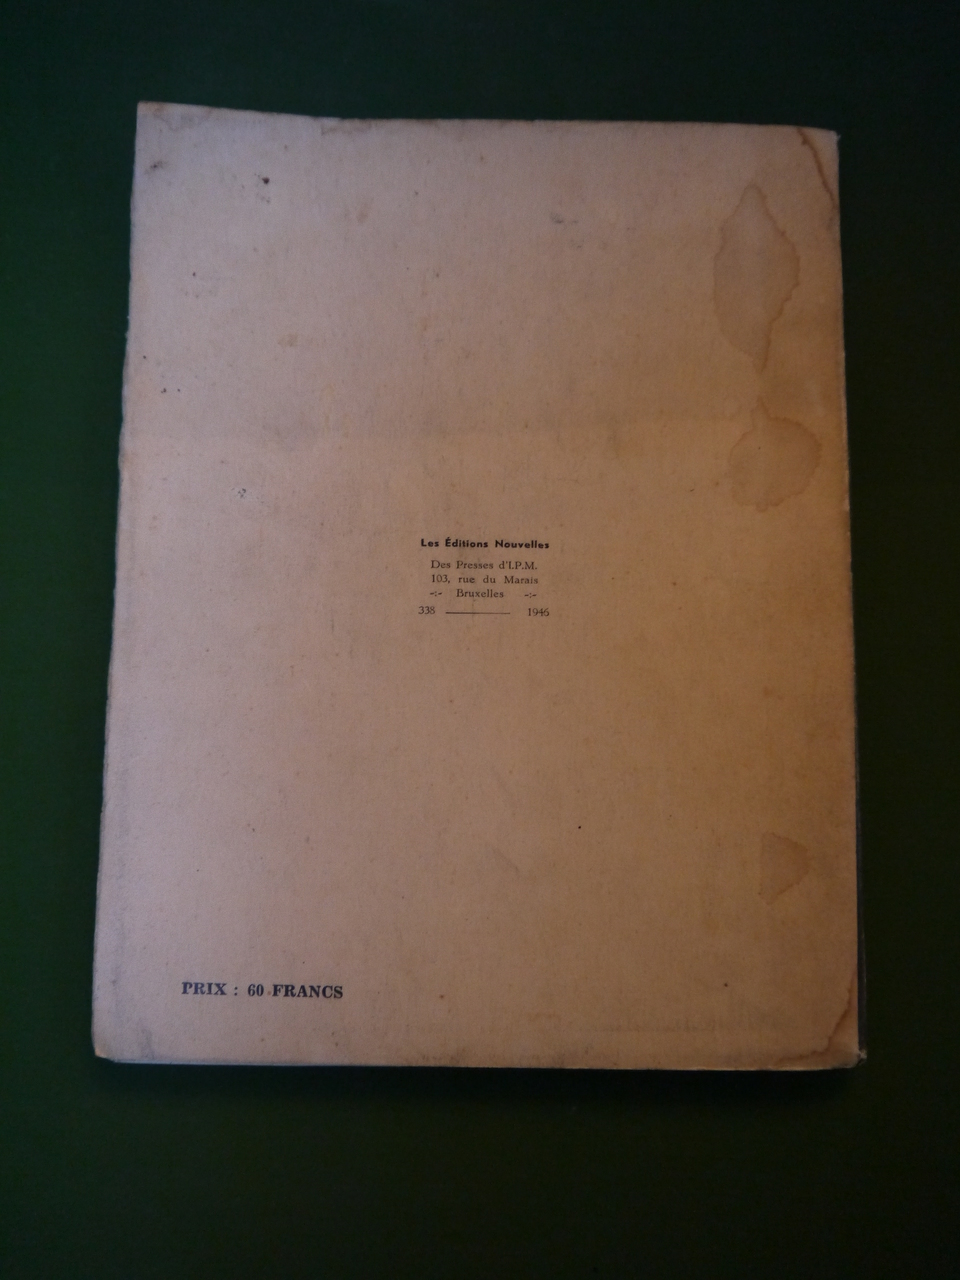 Les Éditions Nouvelles
Des Presses d'I.P.M.
103, rue du Marais
-:- Bruxelles -:-
338 ——— 1946
PRIX : 60 FRANCS